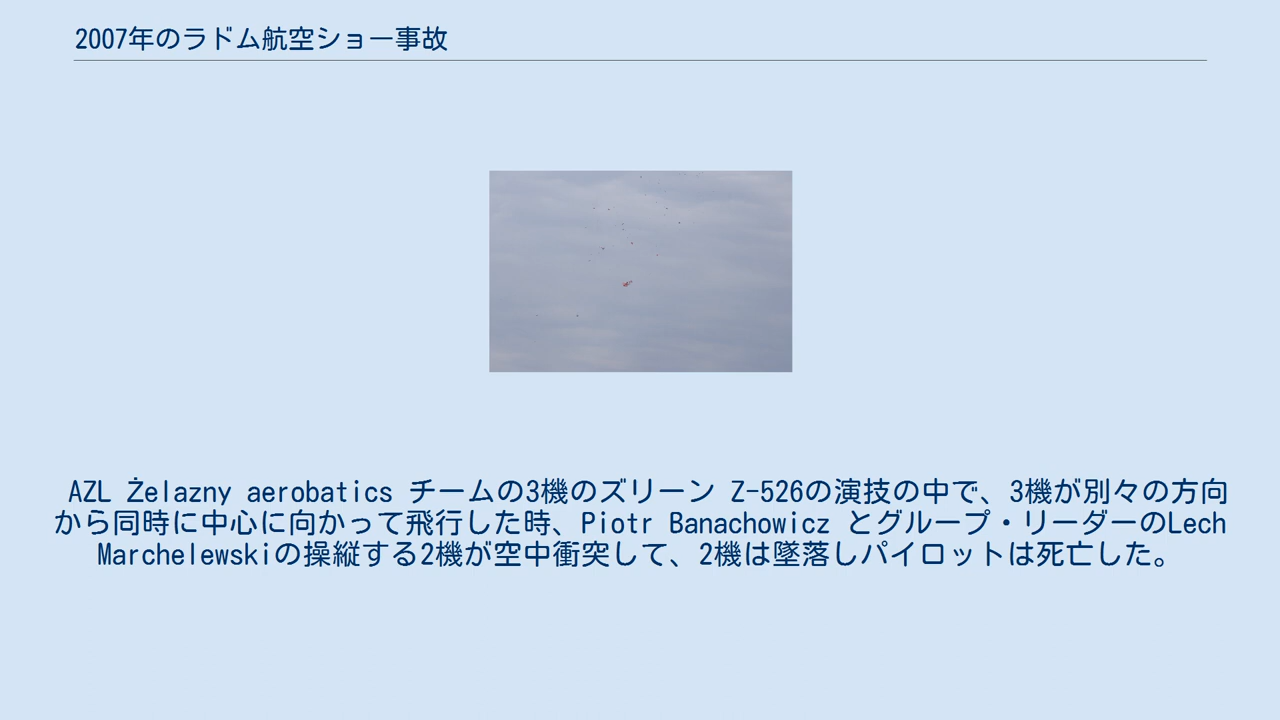 2007年のラドム航空ショー事故
AZL Żelazny aerobatics チームの3機のズリーン Z-526の演技の中で、3機が別々の方向
から同時に中心に向かって飛行した時、Piotr Banachowicz とグループ・リーダーのLech
Marchelewskiの操縦する2機が空中衝突して、2機は墜落しパイロットは死亡した。